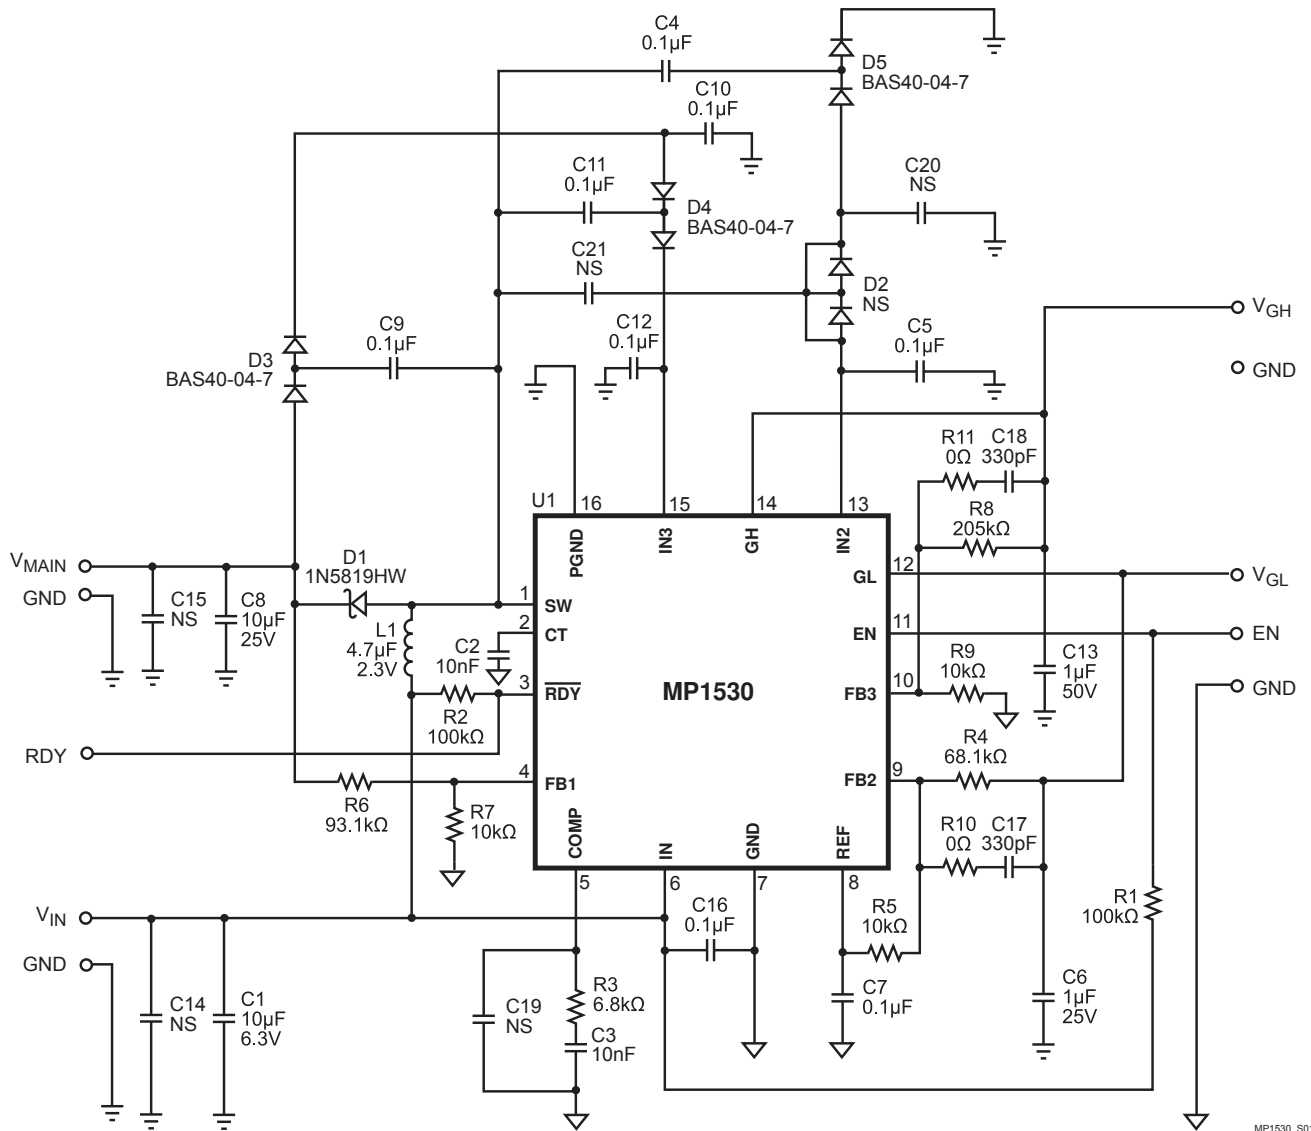 C4
0.1µF
D5
BAS40-04-7
C10
0.1µF
C11
0.1µF
C20
NS
D4
BAS40-04-7
C21
NS
D2
NS
VGH
C12
0.1µF
C5
0.1µF
C9
0.1µF
D3
BAS40-04-7
GND
R11
0Ω
C18
330pF
U1
16
15
14
13
R8
205kΩ
PGND
IN3
GH
IN2
VMAIN
D1
1N5819HW
12
GL
VGL
GND
C15
NS
C8
10µF
25V
1
SW
2
CT
L1
4.7µF
2.3V
C2
10nF
11
EN
EN
R9
10kΩ
C13
1µF
50V
3
RDY
MP1530
10
FB3
GND
R2
100kΩ
RDY
R4
68.1kΩ
4
FB1
9
FB2
R6
93.1kΩ
R7
10kΩ
COMP
IN
GND
REF
R10
0Ω
C17
330pF
5
6
7
8
R1
100kΩ
VIN
C16
0.1µF
R5
10kΩ
GND
C14
NS
C1
10µF
6.3V
C19
NS
R3
6.8kΩ
C3
10nF
C7
0.1µF
C6
1µF
25V